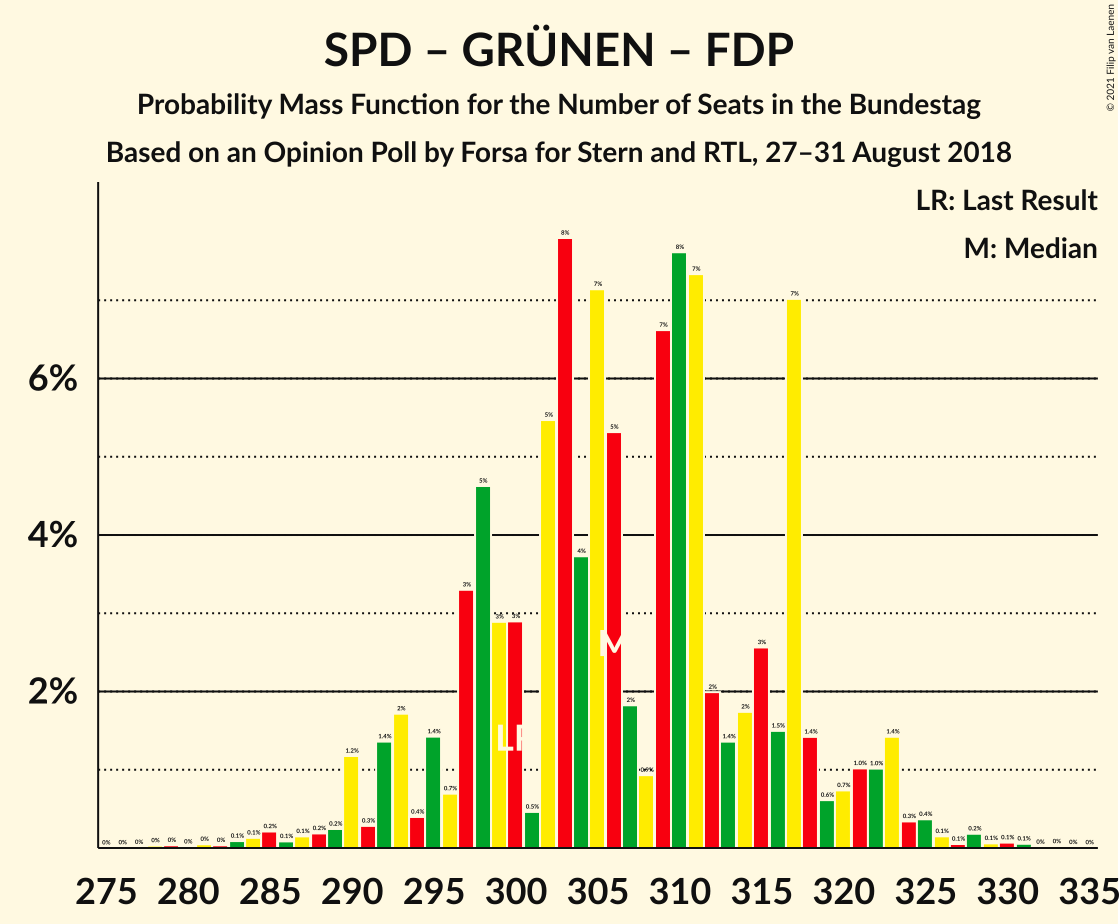 SPD – GRÜNEN – FDP
Probability Mass Function for the Number of Seats in the Bundestag
Based on an Opinion Poll by Forsa for Stern and RTL, 27–31 August 2018
© 2021 Filip van Laenen
LR: Last Result
M: Median
6%
4%
2%
0% 0% 0% 0% 0% 0% 0% 0% 0.1% 0.1% 0.2% 0.1% 0.1% 0.2% 0.2% 1.2% 0.3% 1.4% 2% 0.4% 1.4% 0.7% 3% 5% 3% 3% 0.5% 5% 8% 4% 7% 5% 2% 0.9% 7% 8% 7% 2% 1.4% 2% 3% 1.5% 7% 1.4% 0.6% 0.7% 1.0% 1.0% 1.4% 0.3% 0.4% 0.1% 0.1% 0.2% 0.1% 0.1% 0.1% 0% 0% 0% 0%
M
LR
275 280 285 290 295 300 305 310 315 320 325 330 335